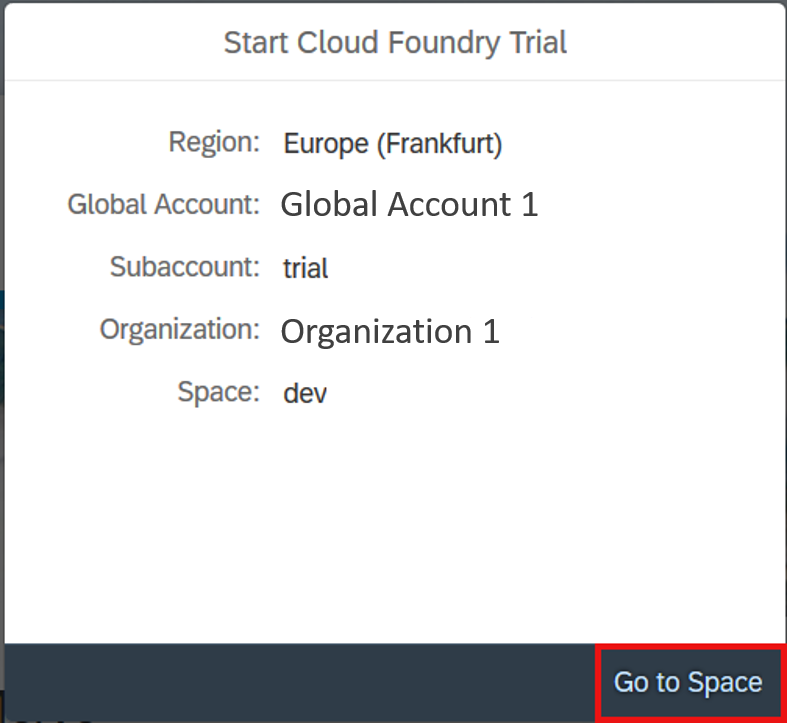 Start Cloud Foundry Trial
Region: Europe (Frankfurt)
Global Account: Global Account 1
Subaccount: trial
Organization: Organization 1
Space: dev
Go to Space